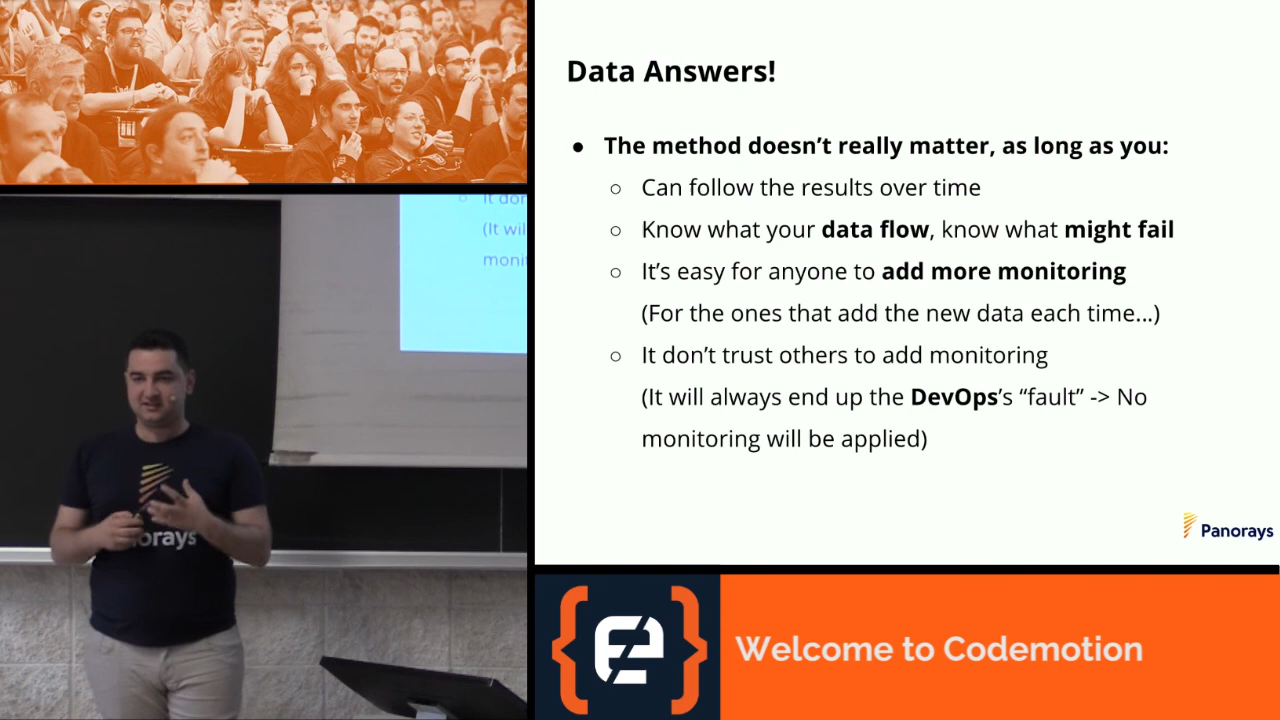 Data Answers!
● The method doesn’t really matter, as long as you:
○ Can follow the results over time
○ Know what your data flow, know what might fail
○ It’s easy for anyone to add more monitoring
(For the ones that add the new data each time...)
○ It don’t trust others to add monitoring
(It will always end up the DevOps’s “fault” -> No
monitoring will be applied)
Panorays
(It wil
Welcome to Codemotion